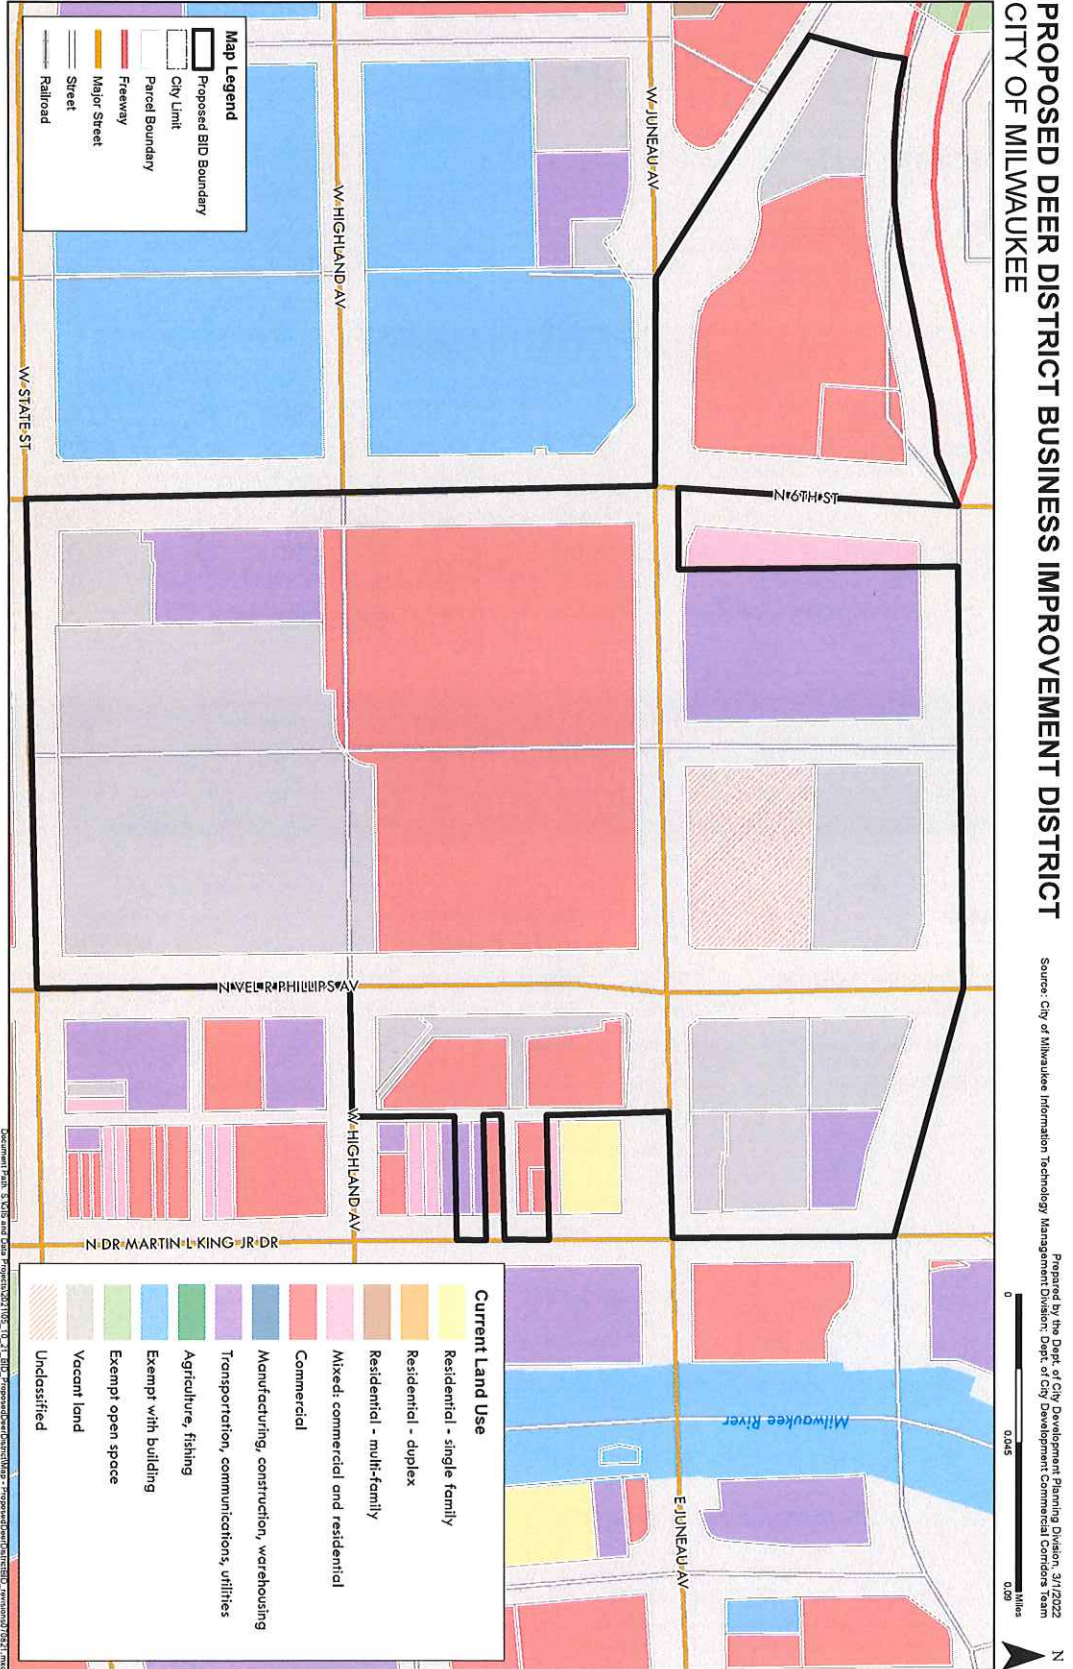 PROPOSED DEER DISTRICT BUSINESS IMPROVEMENT DISTRICT
CITY OF MILWAUKEE
Source: City of Milwaukee Information Technology Management Division; Dept. of City Development Commercial Corridors Team
Prepared by the Dept. of City Development Planning Division, 3/1/2022
0
0.045
0.09
Miles
N
N 6TH ST
W JUNEAU AV
E JUNEAU AV
Milwaukee River
W HIGHLAND AV
W HIGHLAND AV
N VEL R PHILLIPS AV
N DR MARTIN L KING JR DR
W STATE ST
Map Legend
Proposed BID Boundary
City Limit
Parcel Boundary
Freeway
Major Street
Street
Railroad
Current Land Use
Residential - single family
Residential - duplex
Residential - multi-family
Mixed: commercial and residential
Commercial
Manufacturing, construction, warehousing
Transportation, communications, utilities
Agriculture, fishing
Exempt with building
Exempt open space
Vacant land
Unclassified